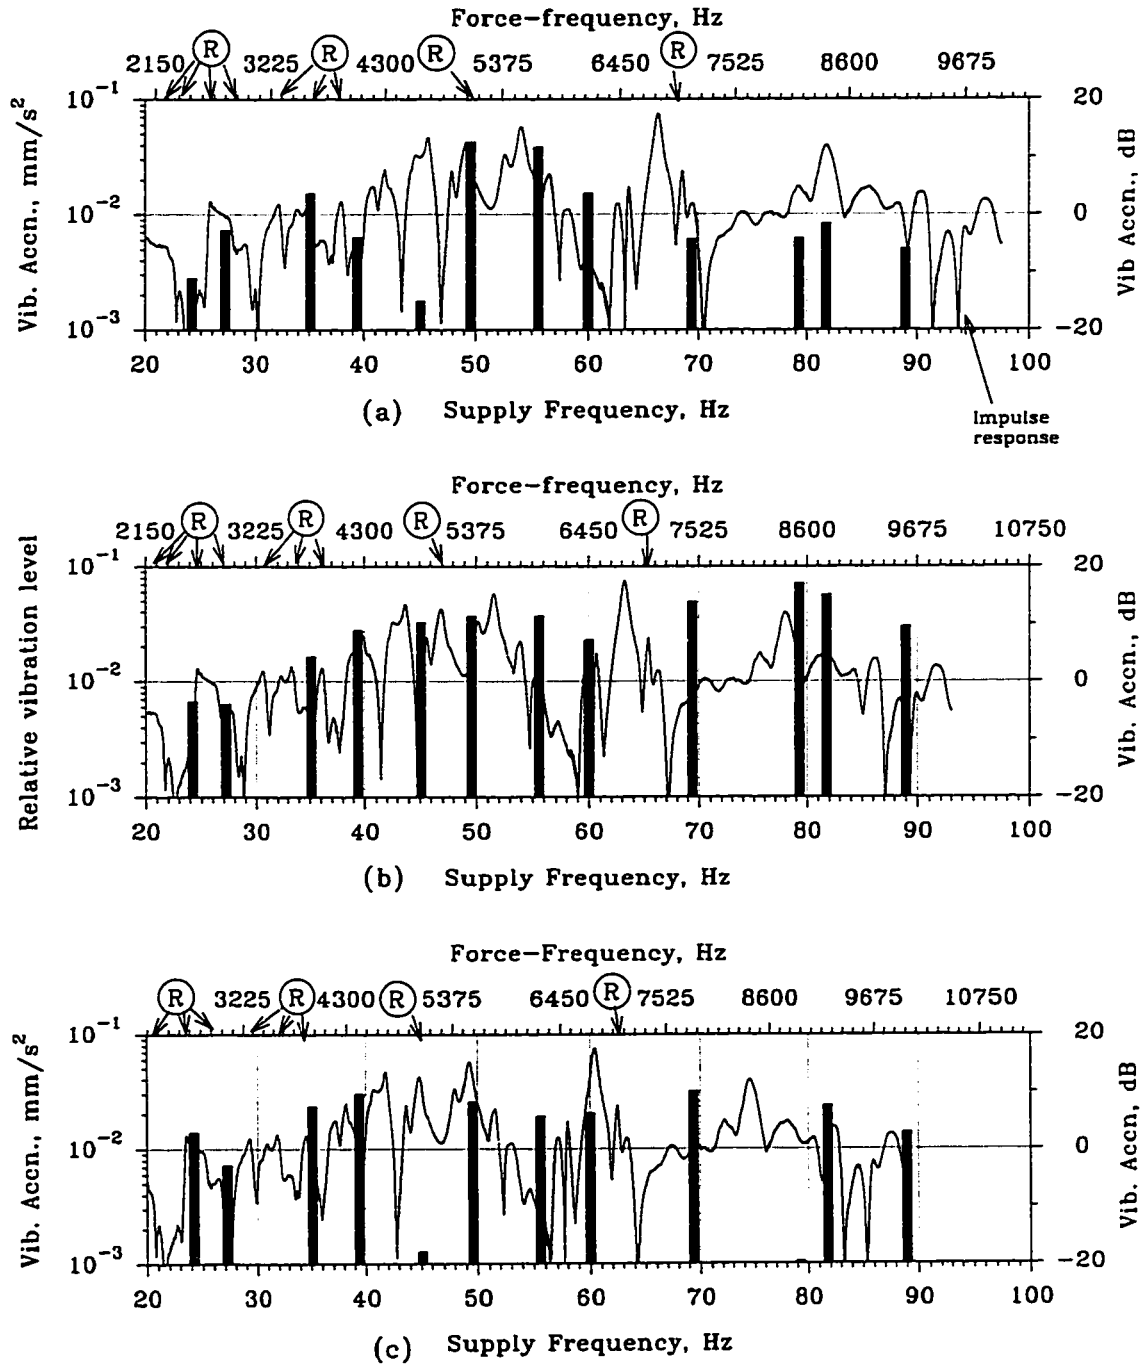 Force-frequency, Hz
2150 R 3225 R 4300 R 5375 6450 R 7525 8600 9675
10⁻¹ 20
10⁻² 0
10⁻³ -20
Vib. Accn., mm/s²
Vib Accn., dB
20 30 40 50 60 70 80 90 100
(a) Supply Frequency, Hz
Impulse
response
Force-frequency, Hz
2150 R 3225 R 4300 R 5375 6450 R 7525 8600 9675 10750
10⁻¹ 20
10⁻² 0
10⁻³ -20
Relative vibration level
Vib. Accn., dB
20 30 40 50 60 70 80 90 100
(b) Supply Frequency, Hz
Force-Frequency, Hz
R 3225 R 4300 R 5375 6450 R 7525 8600 9675 10750
10⁻¹ 20
10⁻² 0
10⁻³ -20
Vib. Accn., mm/s²
Vib. Accn., dB
20 30 40 50 60 70 80 90 100
(c) Supply Frequency, Hz